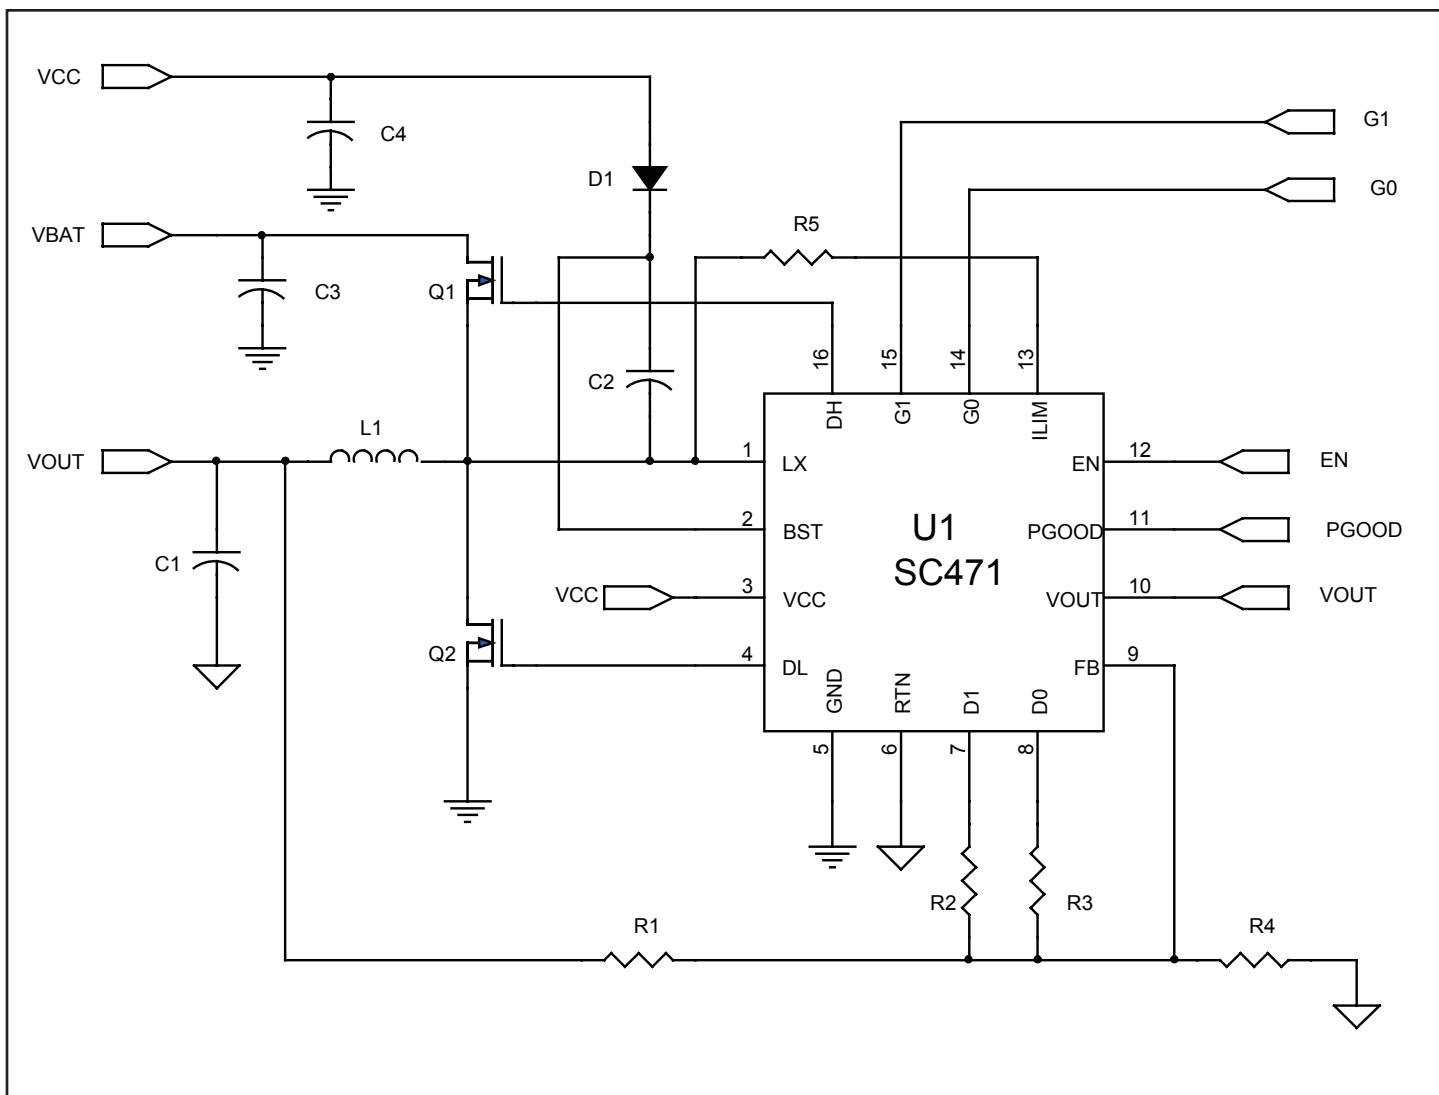 VCC
C4
G1
D1
G0
VBAT
R5
C3
Q1
16
15
14
13
C2
DH
G1
G0
ILIM
L1
VOUT
1
LX
EN
12
EN
2
BST
U1
PGOOD
11
PGOOD
C1
SC471
VCC
3
VCC
VOUT
10
VOUT
Q2
4
DL
FB
9
GND
RTN
D1
D0
5
6
7
8
R2
R3
R1
R4